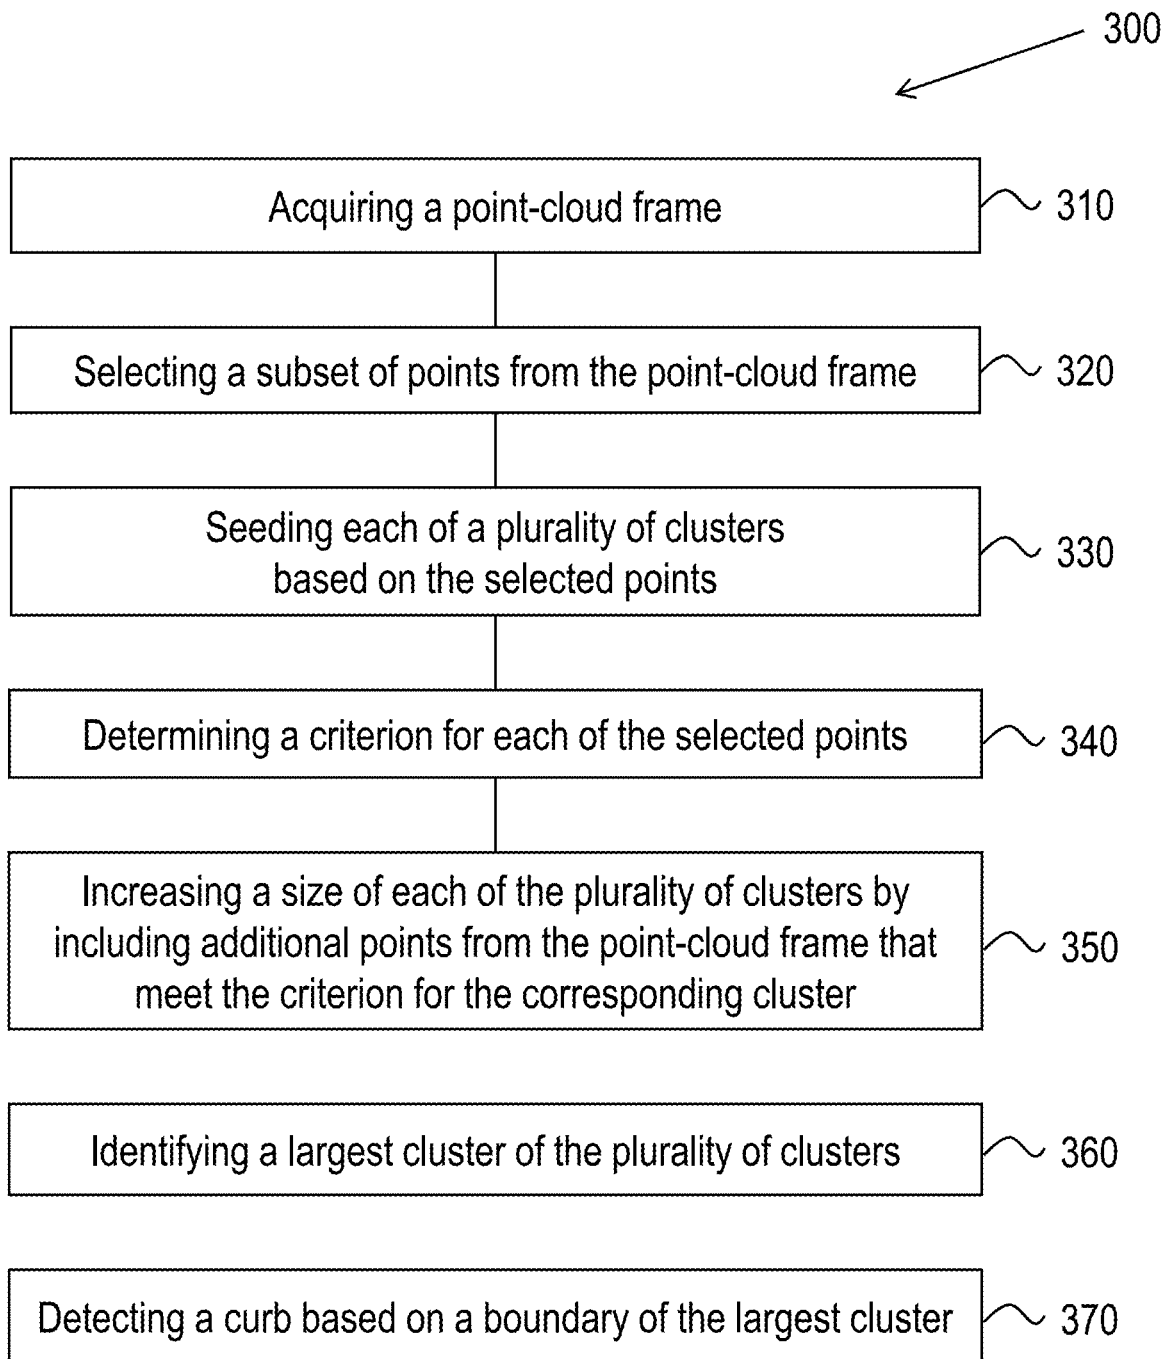 300
Acquiring a point-cloud frame
310
Selecting a subset of points from the point-cloud frame
320
Seeding each of a plurality of clusters
based on the selected points
330
Determining a criterion for each of the selected points
340
Increasing a size of each of the plurality of clusters by
including additional points from the point-cloud frame that
meet the criterion for the corresponding cluster
350
Identifying a largest cluster of the plurality of clusters
360
Detecting a curb based on a boundary of the largest cluster
370